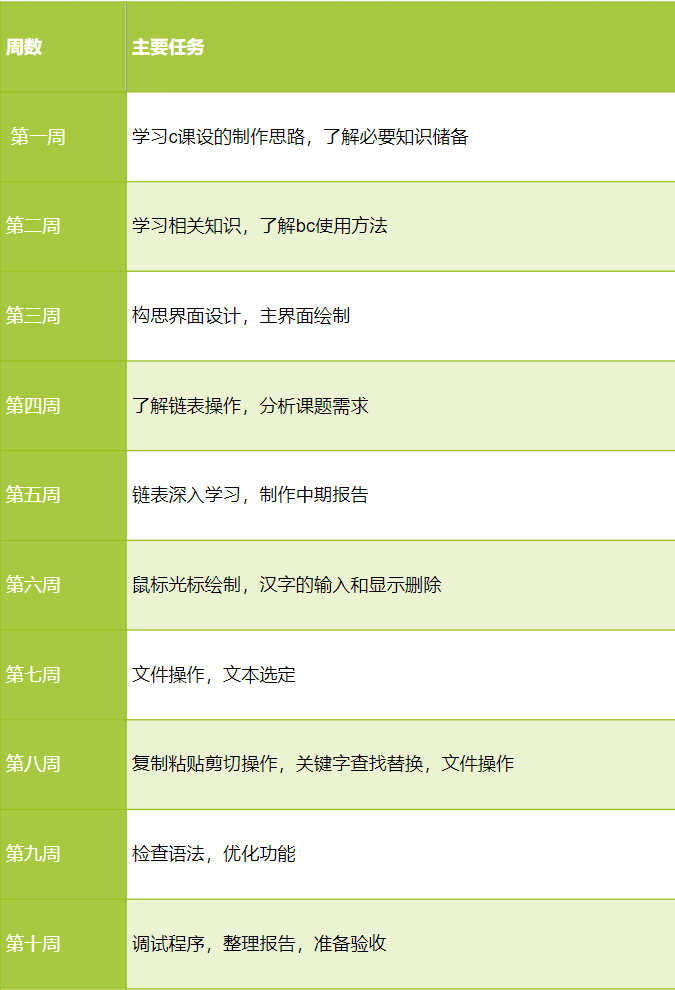 周数 主要任务
第一周 学习c课设的制作思路，了解必要知识储备
第二周 学习相关知识，了解bc使用方法
第三周 构思界面设计，主界面绘制
第四周 了解链表操作，分析课题需求
第五周 链表深入学习，制作中期报告
第六周 鼠标光标绘制，汉字的输入和显示删除
第七周 文件操作，文本选定
第八周 复制粘贴剪切操作，关键字查找替换，文件操作
第九周 检查语法，优化功能
第十周 调试程序，整理报告，准备验收